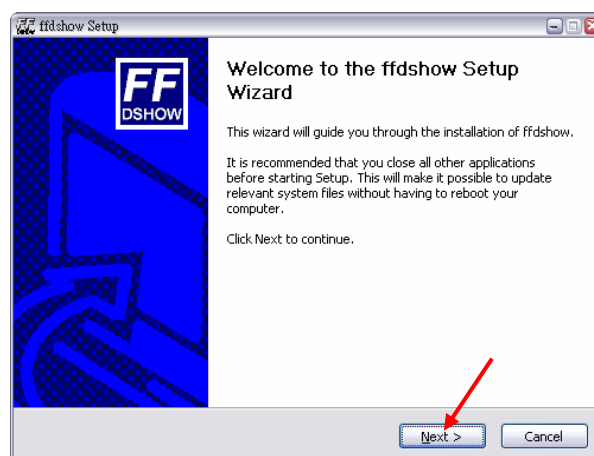 ffdshow Setup
FF
DSHOW
Welcome to the ffdshow Setup
Wizard
This wizard will guide you through the installation of ffdshow.
It is recommended that you close all other applications
before starting Setup. This will make it possible to update
relevant system files without having to reboot your
computer.
Click Next to continue.
Next >
Cancel